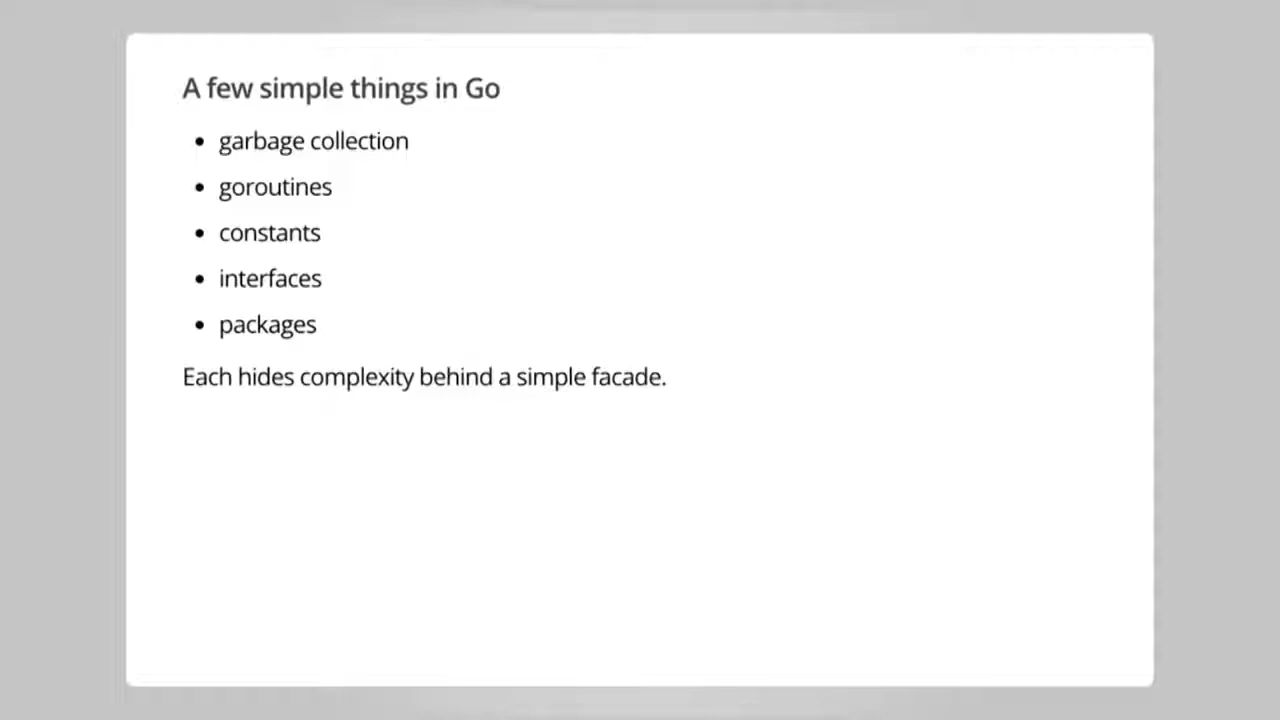 A few simple things in Go
• garbage collection
• goroutines
• constants
• interfaces
• packages
Each hides complexity behind a simple facade.